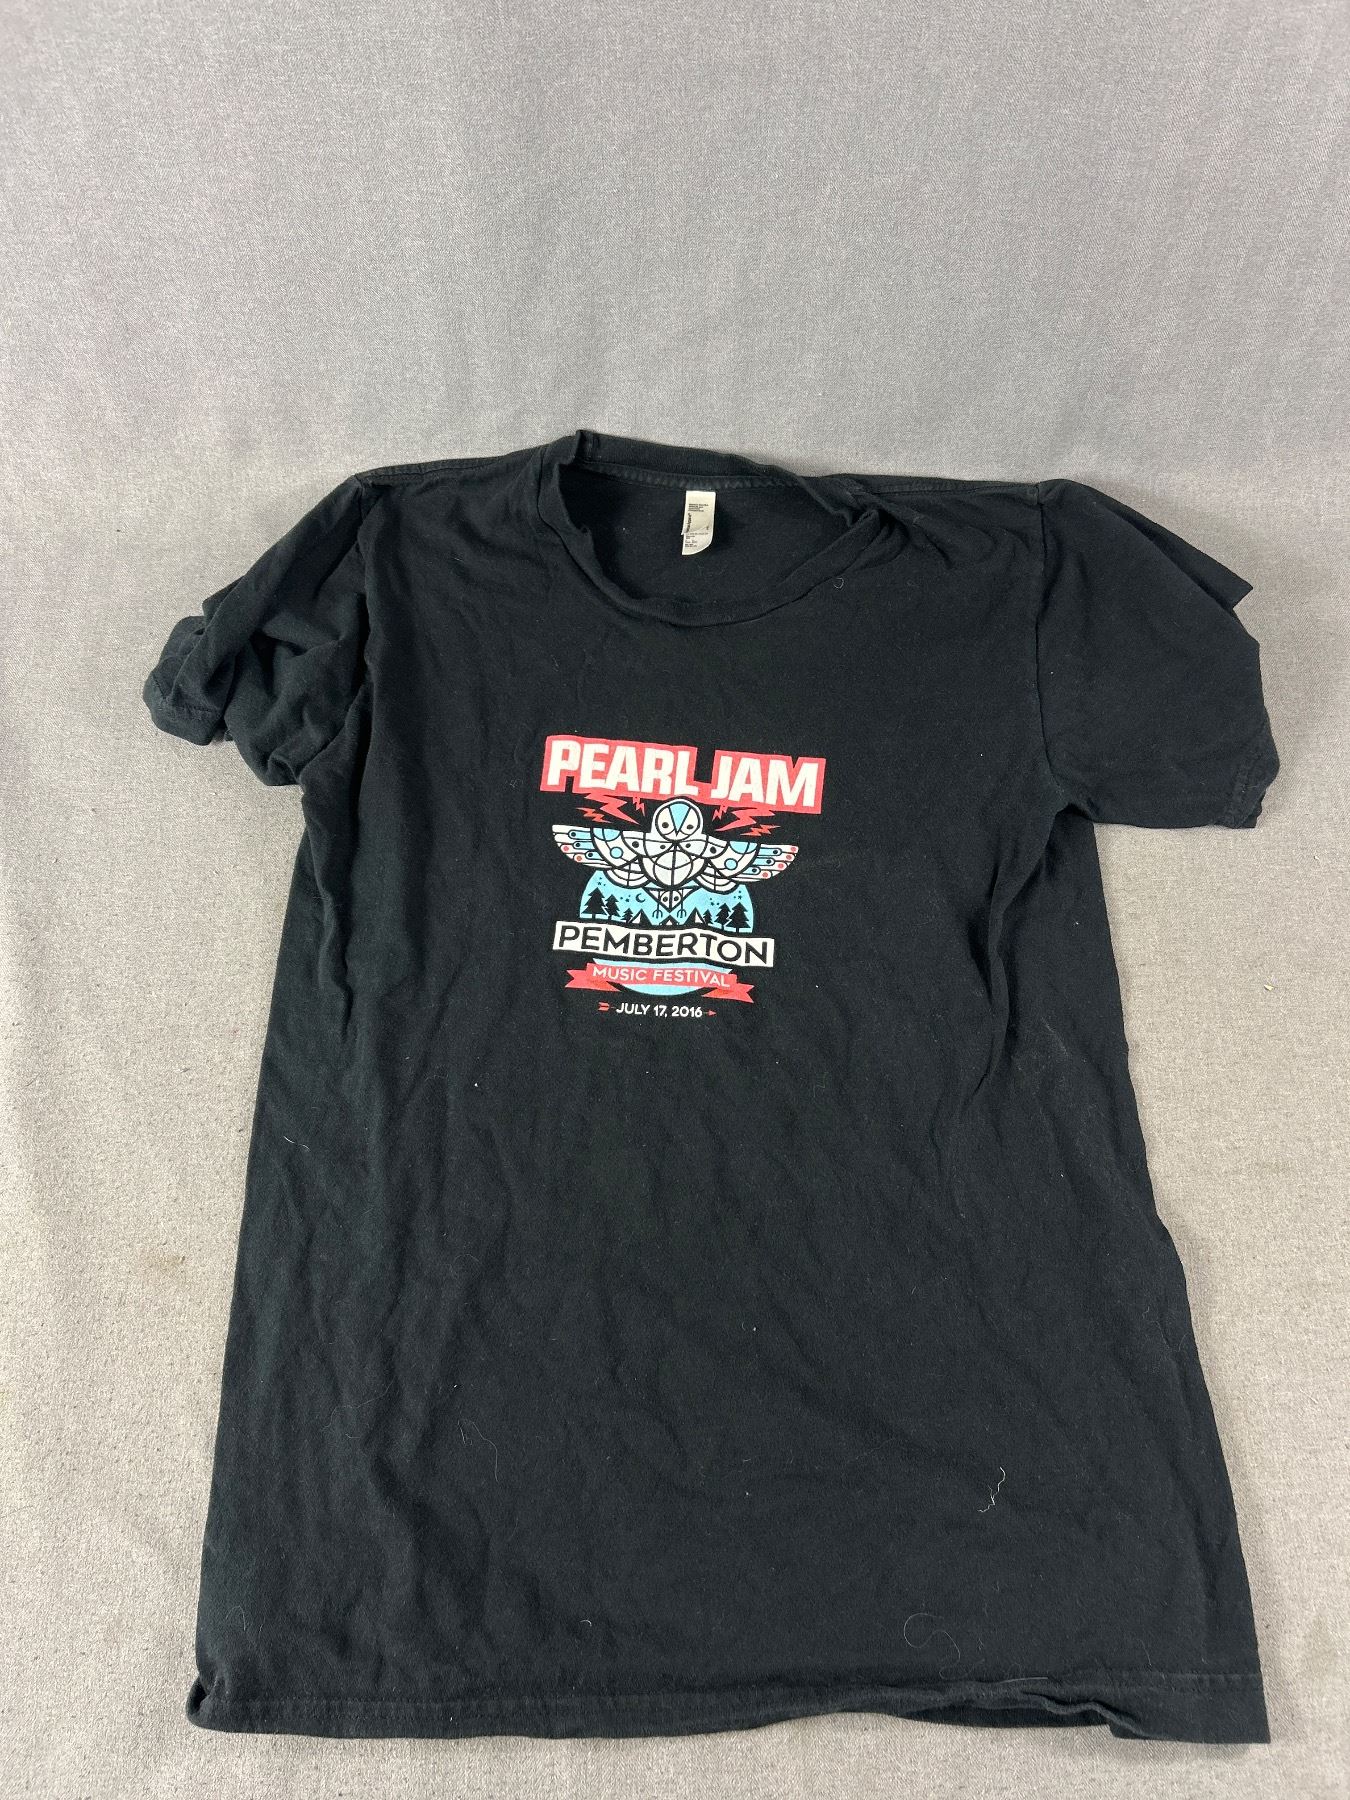 PEARL JAM
PEMBERTON
MUSIC FESTIVAL
JULY 17, 2016